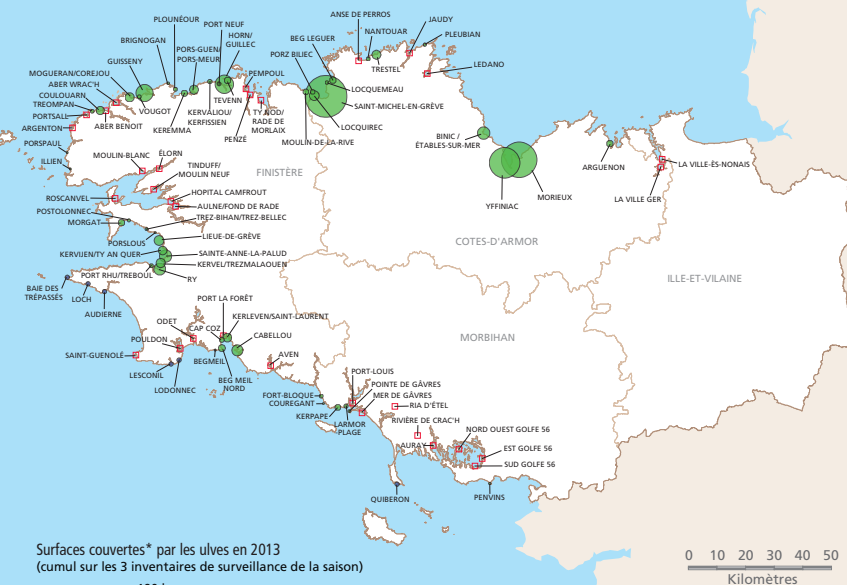 PLOUNÉOUR
PORT NEUF
BRIGNOGAN
HORN/
GUILLEC
PORS-GUEN/
PORS-MEUR
GUISSENY
MOGUERAN/COREJOU
ABER WRAC'H
COULOUARN
TREOMPAN
PORTSALL
ARGENTON
ABER BENOIT
VOUGOT
KEREMMA
KERVALIOU/
KERFISSIEN
TEVENN
PENZÉ
PEMPOUL
TY NOD/
RADE DE
MORLAIX
ANSE DE PERROS
NANTOUAR
BEG LEGUER
PORZ BILIEC
JAUDY
PLEUBIAN
TRESTEL
LEDANO
LOCQUEMEAU
SAINT-MICHEL-EN-GRÈVE
LOCQUIREC
MOULIN-DE-LA-RIVE
BINIC /
ÉTABLES-SUR-MER
YFFINIAC
MORIEUX
ARGUENON
LA VILLE-ÈS-NONAIS
LA VILLE GER
PORSPAUL
ILLIEN
MOULIN-BLANC
ÉLORN
TINDUFF/
MOULIN NEUF
FINISTÈRE
ROSCANVEL
HOPITAL CAMFROUT
AULNE/FOND DE RADE
POSTOLONNEC
MORGAT
TREZ-BIHAN/TREZ-BELLEC
PORSLOUS
LIEUE-DE-GRÈVE
KERVIJEN/TY AN QUER
SAINTE-ANNE-LA-PALUD
KERVEL/TREZMALAOUEN
PORT RHU/TREBOUL
RY
BAIE DES
TRÉPASSÉS
LOCH
AUDIERNE
COTES-D'ARMOR
ILLE-ET-VILAINE
MORBIHAN
PORT LA FORÊT
KERLEVEN/SAINT-LAURENT
ODET
CAP COZ
CABELLOU
POULDON
SAINT-GUENOLÉ
BEGMEIL
AVEN
LESCONIL
LODONNEC
BEG MEIL
NORD
PORT-LOUIS
POINTE DE GÂVRES
MER DE GÂVRES
FORT-BLOQUE
COUREGANT
KERPAPE
LARMOR
PLAGE
RIA D'ÉTEL
RIVIÈRE DE CRAC'H
AURAY
NORD OUEST GOLFE 56
EST GOLFE 56
SUD GOLFE 56
QUIBERON
PENVINS
Surfaces couvertes* par les ulves en 2013
(cumul sur les 3 inventaires de surveillance de la saison)
0 10 20 30 40 50
Kilomètres